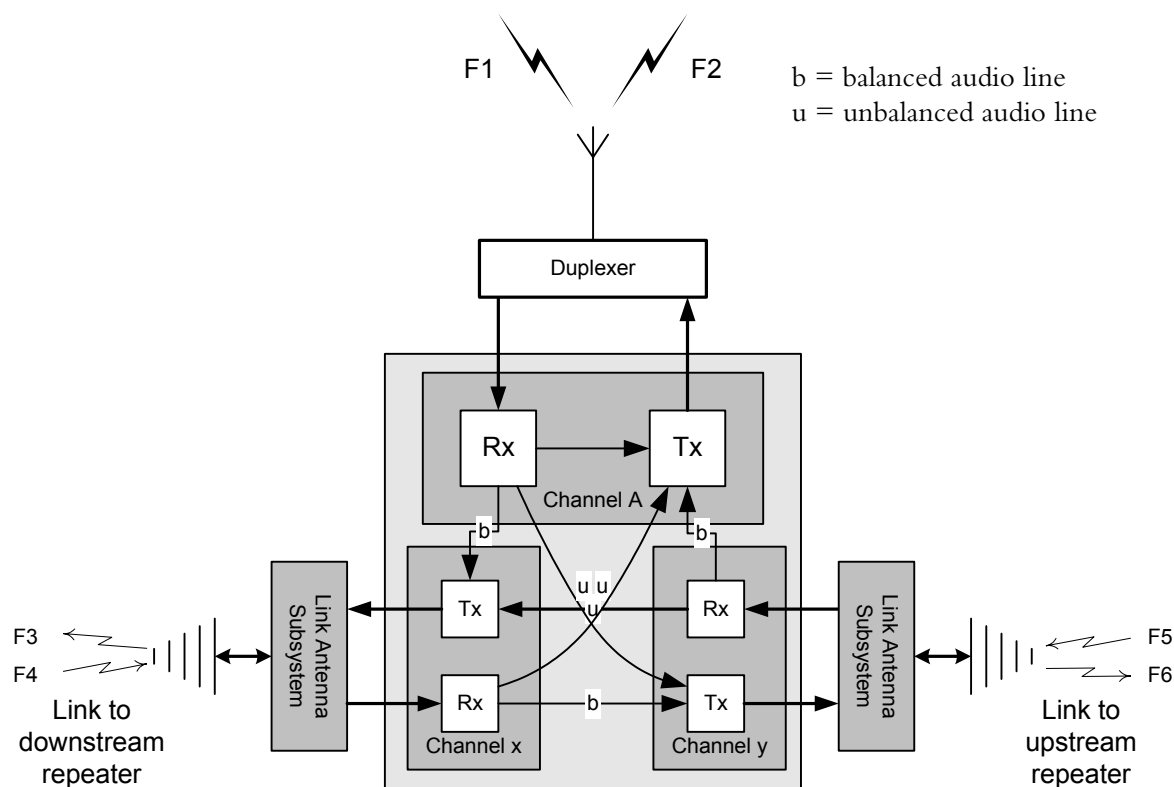 F1
F2
b = balanced audio line
u = unbalanced audio line
Duplexer
Rx
Tx
Channel A
b
b
u u
u
Tx
Rx
Link Antenna
Subsystem
Link Antenna
Subsystem
F3
F4
F5
F6
Rx
b
Tx
Channel x
Channel y
Link to
downstream
repeater
Link to
upstream
repeater